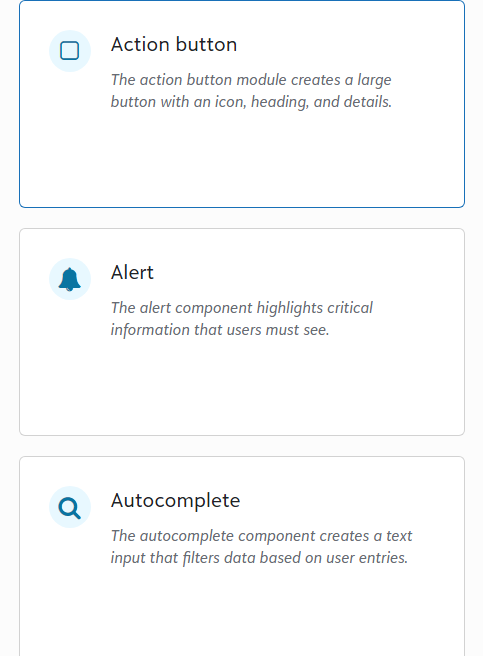 Action button
The action button module creates a large
button with an icon, heading, and details.
Alert
The alert component highlights critical
information that users must see.
Autocomplete
The autocomplete component creates a text
input that filters data based on user entries.